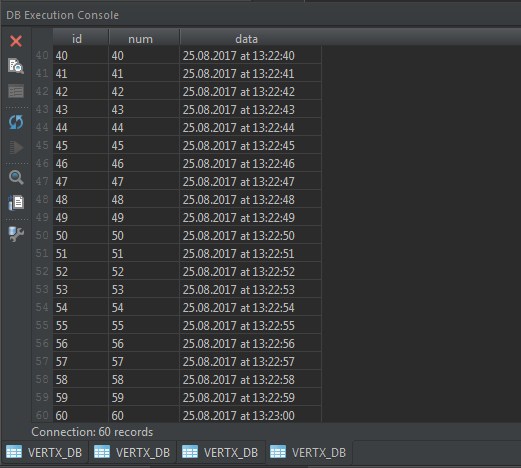 DB Execution Console
id num data
40 40 40 25.08.2017 at 13:22:40
41 41 41 25.08.2017 at 13:22:41
42 42 42 25.08.2017 at 13:22:42
43 43 43 25.08.2017 at 13:22:43
44 44 44 25.08.2017 at 13:22:44
45 45 45 25.08.2017 at 13:22:45
46 46 46 25.08.2017 at 13:22:46
47 47 47 25.08.2017 at 13:22:47
48 48 48 25.08.2017 at 13:22:48
49 49 49 25.08.2017 at 13:22:49
50 50 50 25.08.2017 at 13:22:50
51 51 51 25.08.2017 at 13:22:51
52 52 52 25.08.2017 at 13:22:52
53 53 53 25.08.2017 at 13:22:53
54 54 54 25.08.2017 at 13:22:54
55 55 55 25.08.2017 at 13:22:55
56 56 56 25.08.2017 at 13:22:56
57 57 57 25.08.2017 at 13:22:57
58 58 58 25.08.2017 at 13:22:58
59 59 59 25.08.2017 at 13:22:59
60 60 60 25.08.2017 at 13:23:00
Connection: 60 records
VERTX_DB VERTX_DB VERTX_DB VERTX_DB